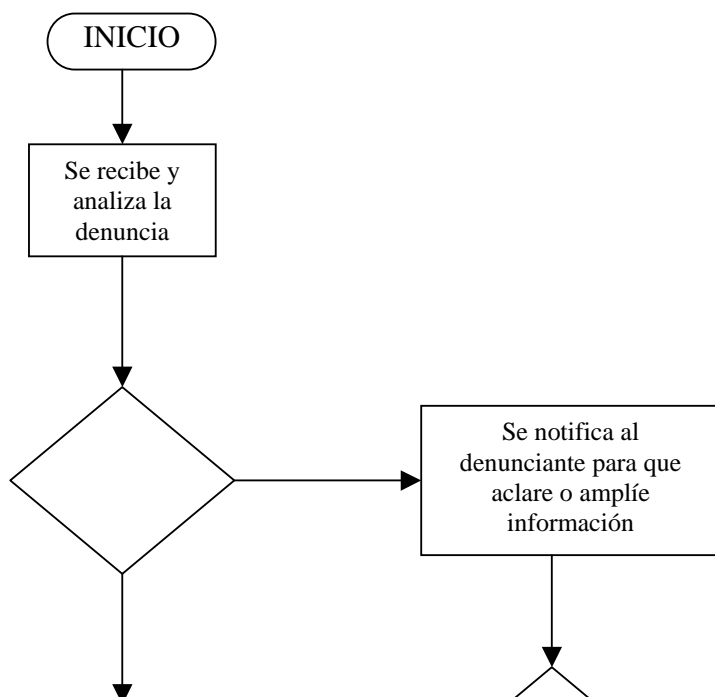 INICIO
Se recibe y
analiza la
denuncia
Se notifica al
denunciante para que
aclare o amplíe
información